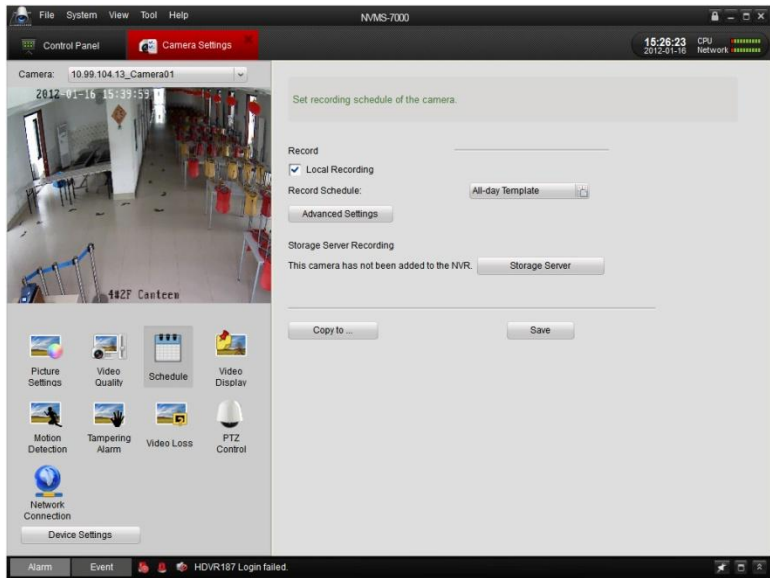 File System View Tool Help
NVMS-7000
Control Panel
Camera Settings
15:26:23
2012-01-16
CPU
Network
Camera: 10.99.104.13_Camera01
2012-01-16 15:39:59
4#2F Canteen
Set recording schedule of the camera.
Record
Local Recording
Record Schedule: All-day Template
Advanced Settings
Storage Server Recording
This camera has not been added to the NVR. Storage Server
Copy to ... Save
Picture Settings
Video Quality
Schedule
Video Display
Motion Detection
Tampering Alarm
Video Loss
PTZ Control
Network Connection
Device Settings
Alarm Event HDVR187 Login failed.